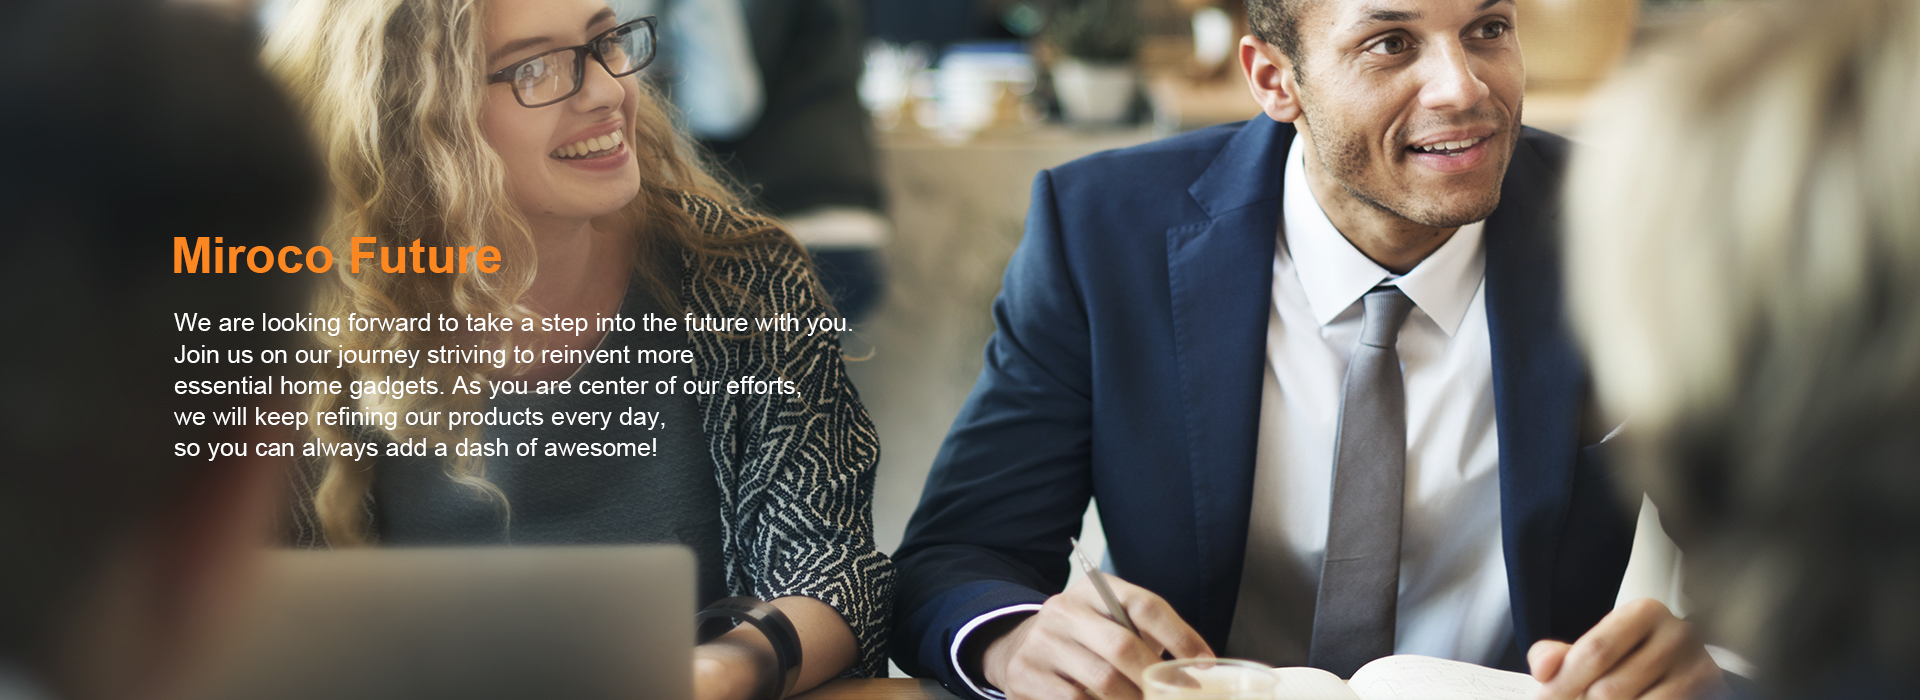 Miroco Future
We are looking forward to take a step into the future with you.
Join us on our journey striving to reinvent more
essential home gadgets. As you are center of our efforts,
we will keep refining our products every day,
so you can always add a dash of awesome!